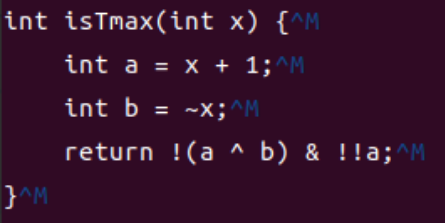 int isTmax(int x) {^M
    int a = x + 1;^M
    int b = ~x;^M
    return !(a ^ b) & !!a;^M
}^M